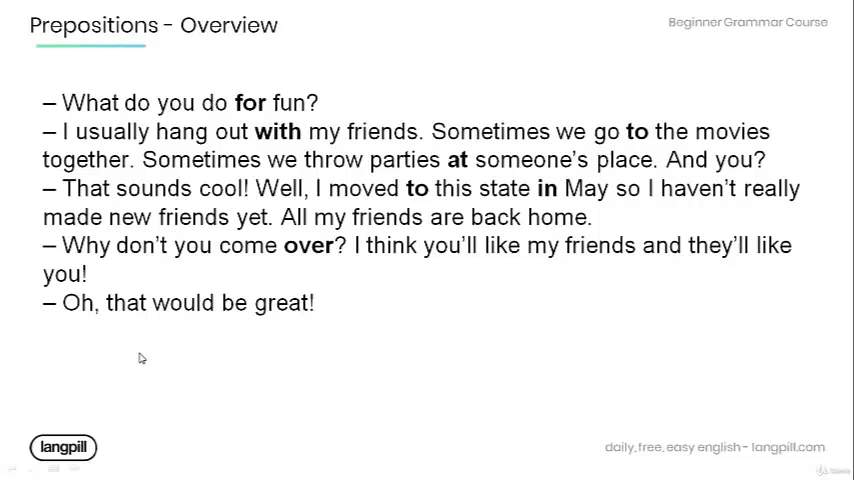 Prepositions - Overview
Beginner Grammar Course
– What do you do for fun?
– I usually hang out with my friends. Sometimes we go to the movies
together. Sometimes we throw parties at someone's place. And you?
– That sounds cool! Well, I moved to this state in May so I haven't really
made new friends yet. All my friends are back home.
– Why don't you come over? I think you'll like my friends and they'll like
you!
– Oh, that would be great!
langpill
daily, free, easy english - langpill.com